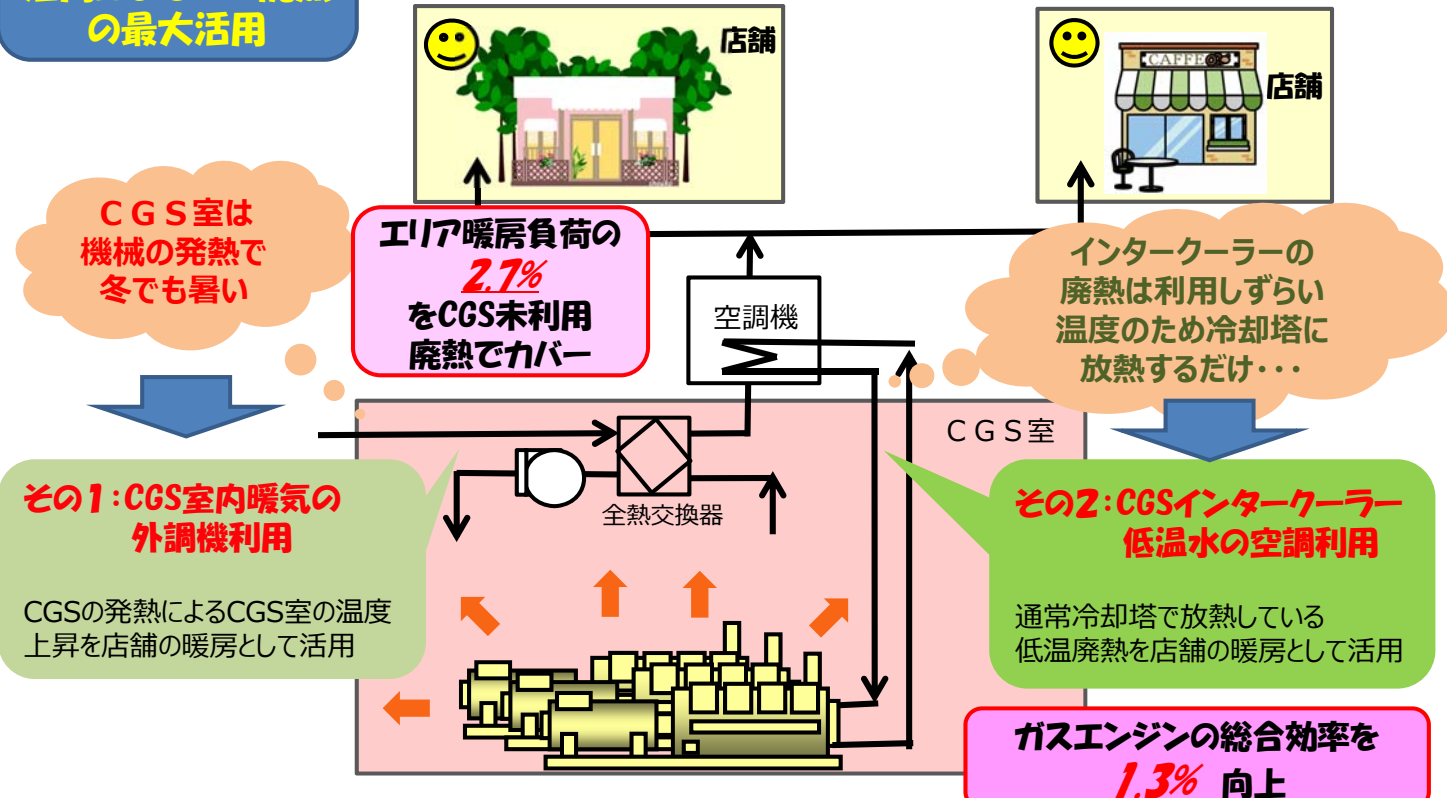 の最大活用
店舗
CAFFE
店舗
CGS室は
機械の発熱で
冬でも暑い
エリア暖房負荷の
2.7%
をCGS未利用
廃熱でカバー
空調機
インタークーラーの
廃熱は利用しずらい
温度のため冷却塔に
放熱するだけ・・・
CGS室
全熱交換器
その1:CGS室内暖気の
外調機利用
CGSの発熱によるCGS室の温度
上昇を店舗の暖房として活用
その2:CGSインタークーラー
低温水の空調利用
通常冷却塔で放熱している
低温廃熱を店舗の暖房として活用
ガスエンジンの総合効率を
1.3% 向上